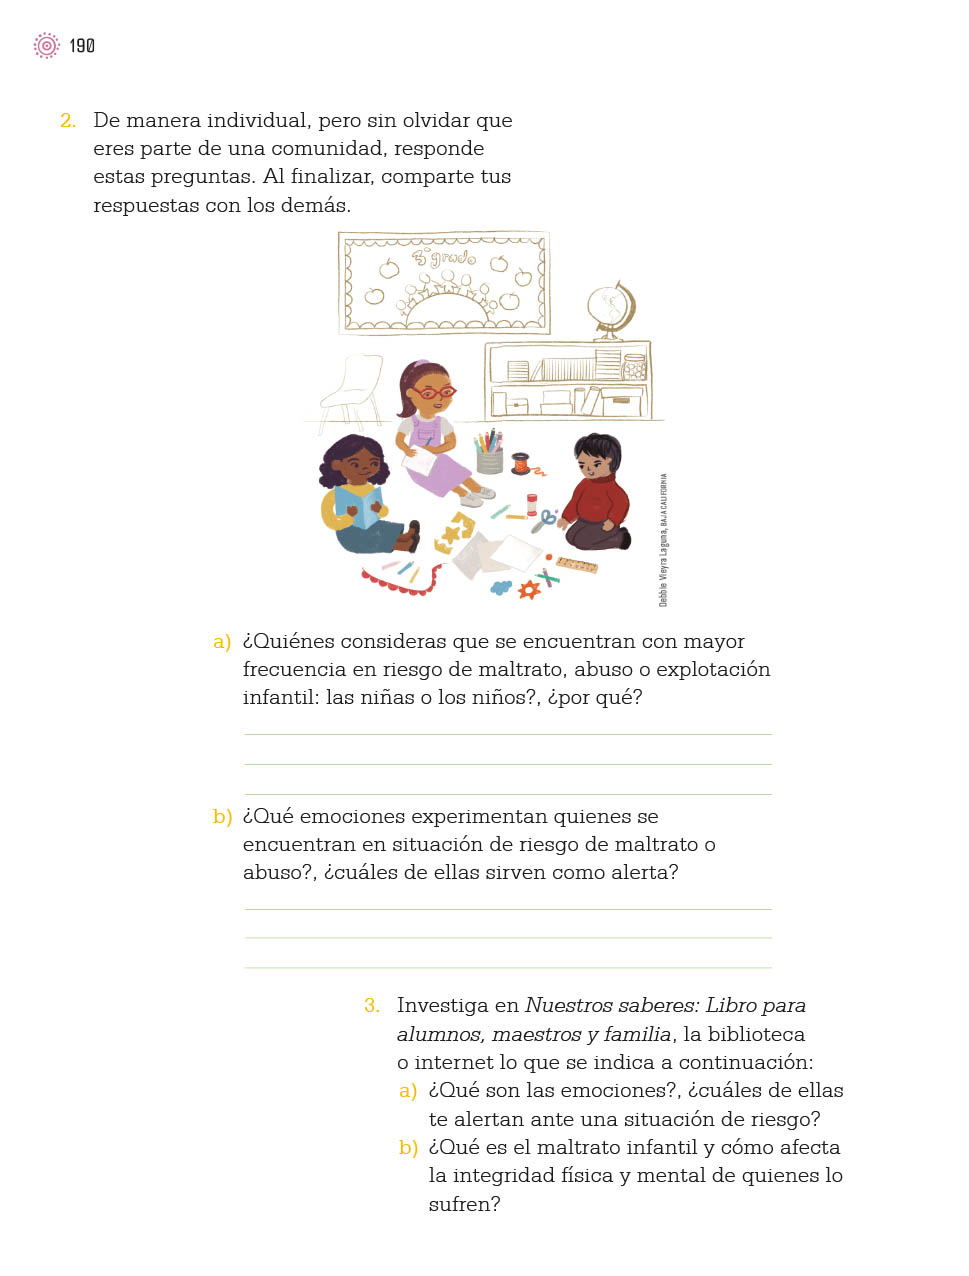 190
2. De manera individual, pero sin olvidar que
eres parte de una comunidad, responde
estas preguntas. Al finalizar, comparte tus
respuestas con los demás.
3° grado
Debbie Vieyra Laguna, BAJA CALIFORNIA
a) ¿Quiénes consideras que se encuentran con mayor
frecuencia en riesgo de maltrato, abuso o explotación
infantil: las niñas o los niños?, ¿por qué?
b) ¿Qué emociones experimentan quienes se
encuentran en situación de riesgo de maltrato o
abuso?, ¿cuáles de ellas sirven como alerta?
3. Investiga en Nuestros saberes: Libro para
alumnos, maestros y familia, la biblioteca
o internet lo que se indica a continuación:
a) ¿Qué son las emociones?, ¿cuáles de ellas
te alertan ante una situación de riesgo?
b) ¿Qué es el maltrato infantil y cómo afecta
la integridad física y mental de quienes lo
sufren?